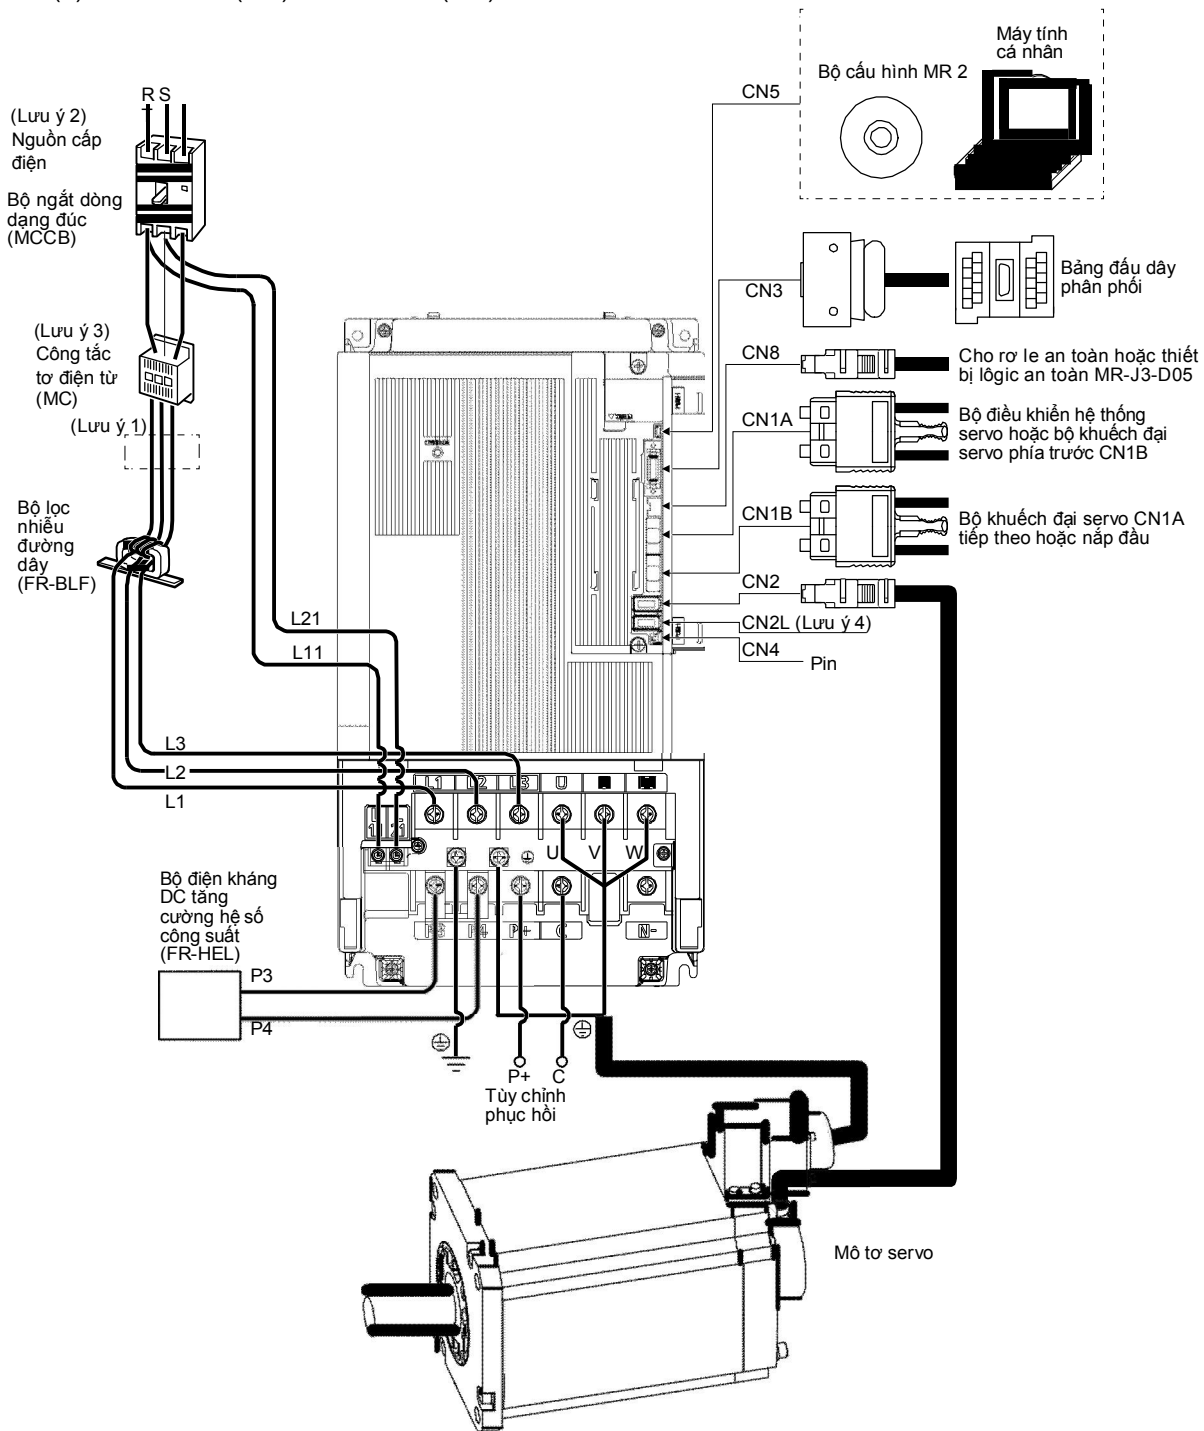 R S
(Lưu ý 2)
Nguồn cấp
điện
Bộ ngắt dòng
dạng đúc
(MCCB)
(Lưu ý 3)
Công tắc
tơ điện từ
(MC)
(Lưu ý 1)
Bộ lọc
nhiễu
đường
dây
(FR-BLF)
L21
L11
L3
L2
L1
Bộ điện kháng
DC tăng
cường hệ số
công suất
(FR-HEL)
P3
P4
L1 L2 L3 U
U V W
P3 P4 P+ C N-
P+ C
Tùy chỉnh
phục hồi
CN5
Bộ cấu hình MR 2
Máy tính
cá nhân
CN3
Bảng đấu dây
phân phối
CN8
Cho rơ le an toàn hoặc thiết
bị lôgic an toàn MR-J3-D05
CN1A
Bộ điều khiển hệ thống
servo hoặc bộ khuếch đại
servo phía trước CN1B
CN1B
Bộ khuếch đại servo CN1A
tiếp theo hoặc nắp đầu
CN2
CN2L (Lưu ý 4)
CN4
Pin
Mô tơ servo